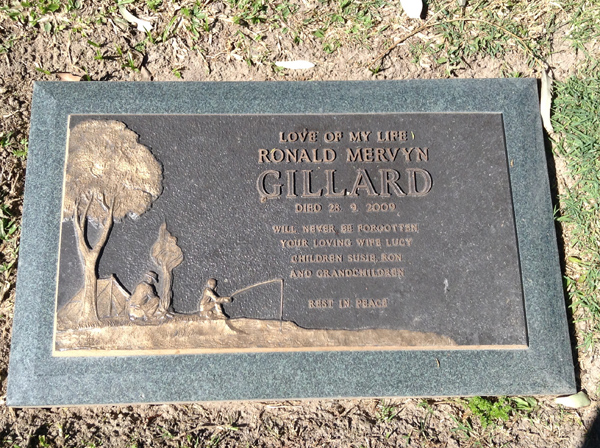 LOVE OF MY LIFE
RONALD MERVYN
GILLARD
DIED 28. 9. 2009
WILL NEVER BE FORGOTTEN
YOUR LOVING WIFE LUCY
CHILDREN SUSIE, RON
AND GRANDCHILDREN
REST IN PEACE